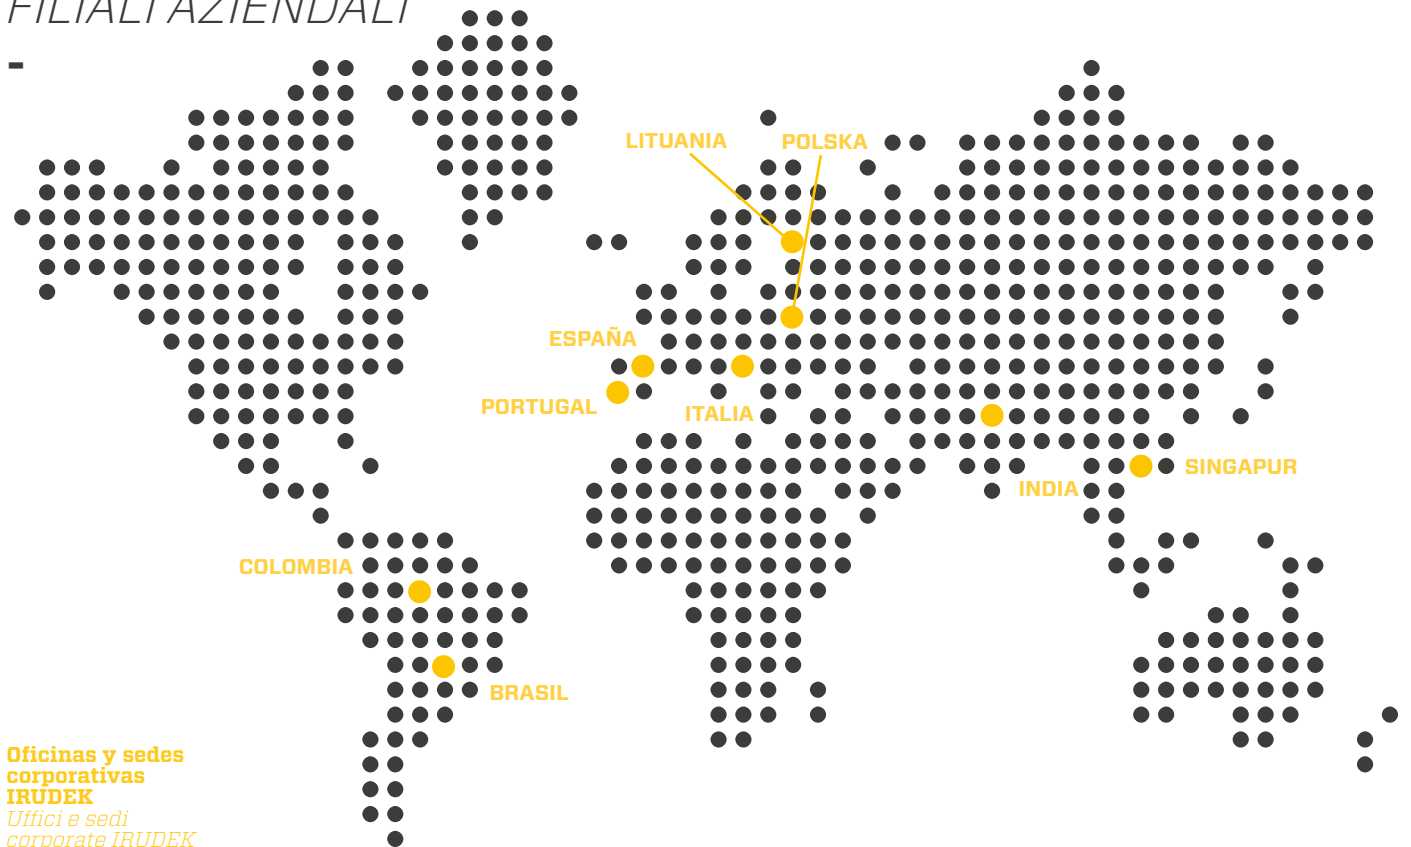 FILIALI AZIENDALI
-
LITUANIA
POLSKA
ESPAÑA
PORTUGAL
ITALIA
SINGAPUR
INDIA
COLOMBIA
BRASIL
Oficinas y sedes
corporativas
IRUDEK
Uffici e sedi
corporate IRUDEK